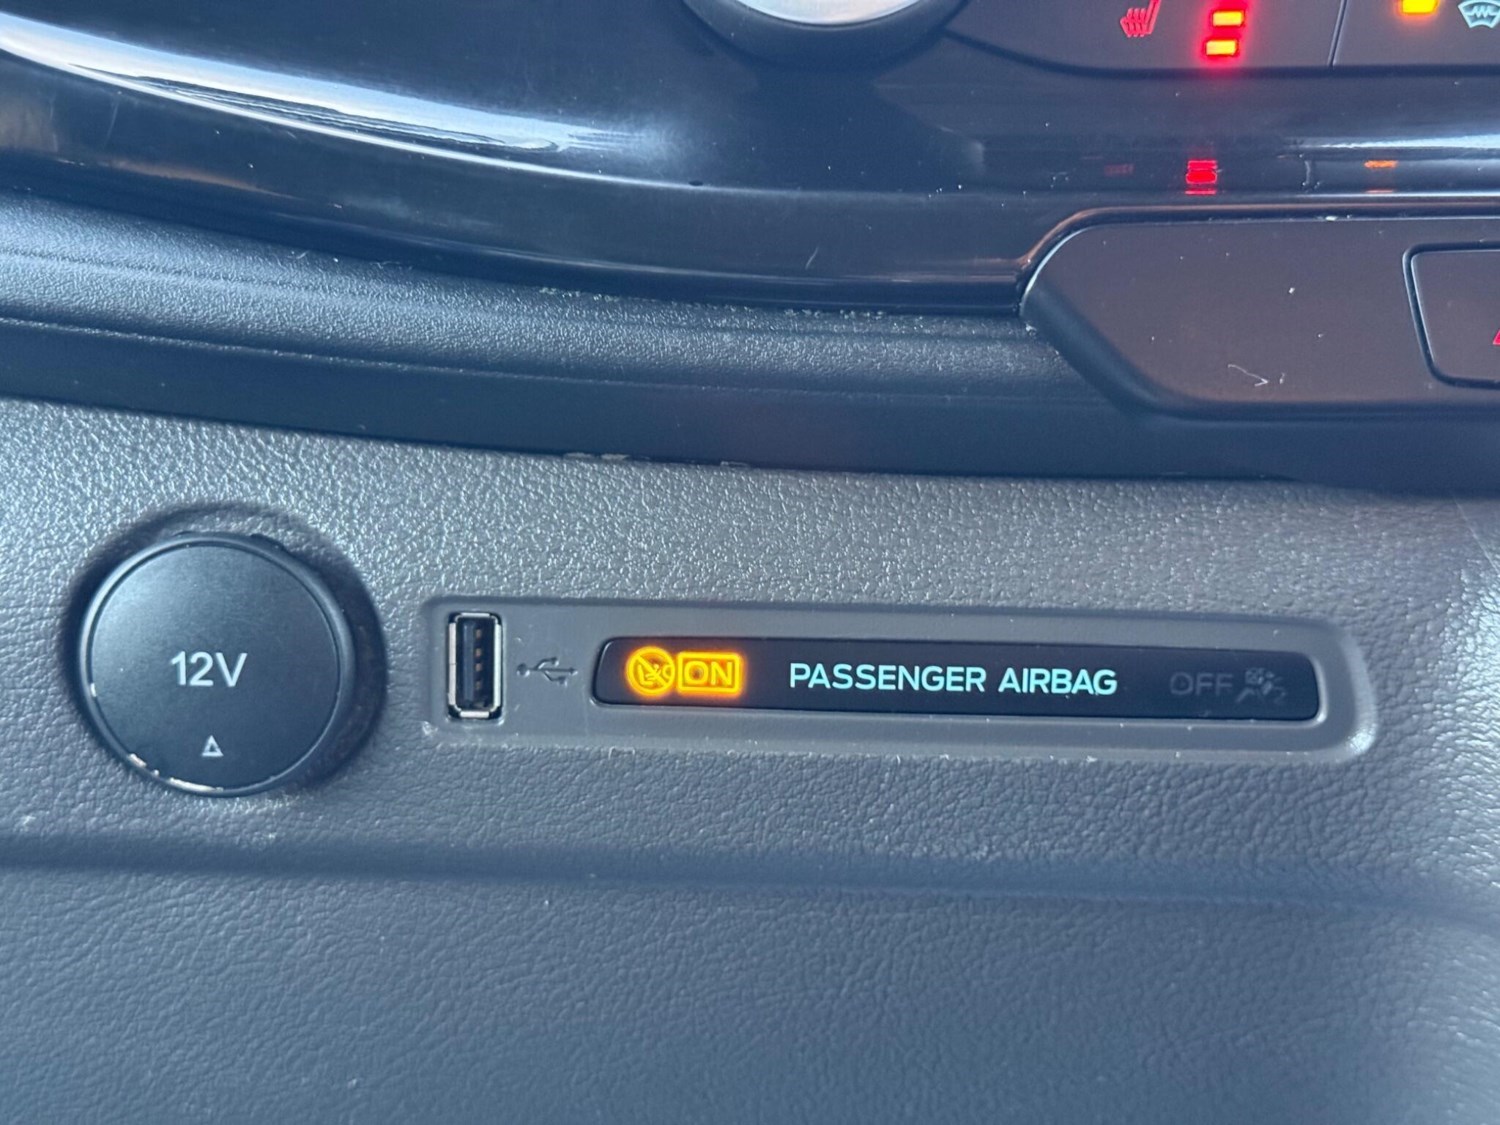 12V
ON PASSENGER AIRBAG OFF